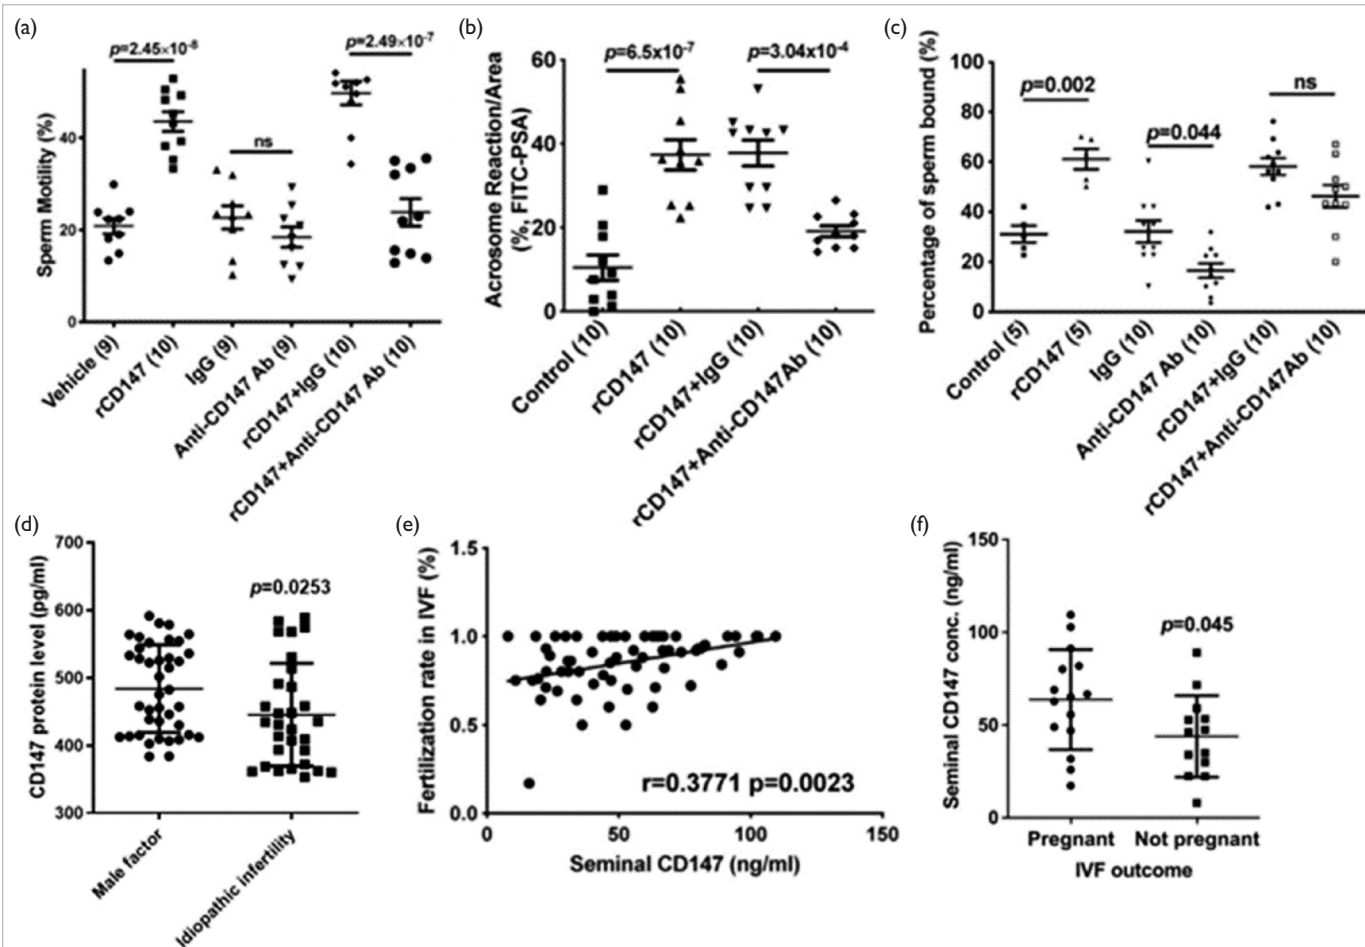 (a)
p=2.45×10⁻⁸
p=2.49×10⁻⁷
ns
Sperm Motility (%)
40
20
0
Vehicle (9)
rCD147 (10)
IgG (9)
Anti-CD147 Ab (9)
rCD147+IgG (10)
rCD147+Anti-CD147 Ab (10)
(b)
p=6.5x10⁻⁷
p=3.04x10⁻⁴
Acrosome Reaction/Area
(%, FITC-PSA)
60
40
20
0
Control (10)
rCD147 (10)
rCD147+IgG (10)
rCD147+Anti-CD147Ab (10)
(c)
p=0.002
p=0.044
ns
Percentage of sperm bound (%)
100
80
60
40
20
0
Control (5)
rCD147 (5)
IgG (10)
Anti-CD147 Ab (10)
rCD147+IgG (10)
rCD147+Anti-CD147Ab (10)
(d)
p=0.0253
CD147 protein level (pg/ml)
700
600
500
400
300
Male factor
Idiopathic infertility
(e)
Fertilization rate in IVF (%)
1.5
1.0
0.5
0.0
r=0.3771 p=0.0023
0
50
100
150
Seminal CD147 (ng/ml)
(f)
p=0.045
Seminal CD147 conc. (ng/ml)
150
100
50
0
Pregnant
Not pregnant
IVF outcome